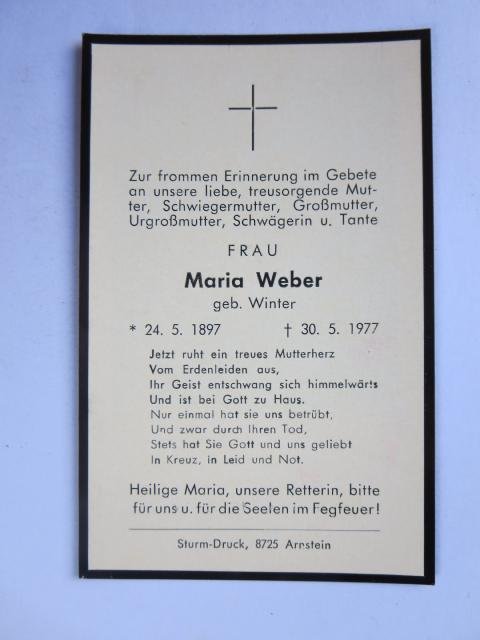 Zur frommen Erinnerung im Gebete
an unsere liebe, treusorgende Mut-
ter, Schwiegermutter, Großmutter,
Urgroßmutter, Schwägerin u. Tante
FRAU
Maria Weber
geb. Winter
* 24. 5. 1897 † 30. 5. 1977
Jetzt ruht ein treues Mutterherz
Vom Erdenleiden aus,
Ihr Geist entschwang sich himmelwärts
Und ist bei Gott zu Haus.
Nur einmal hat sie uns betrübt,
Und zwar durch Ihren Tod,
Stets hat Sie Gott und uns geliebt
In Kreuz, in Leid und Not.
Heilige Maria, unsere Retterin, bitte
für uns u. für die Seelen im Fegfeuer!
Sturm-Druck, 8725 Arnstein